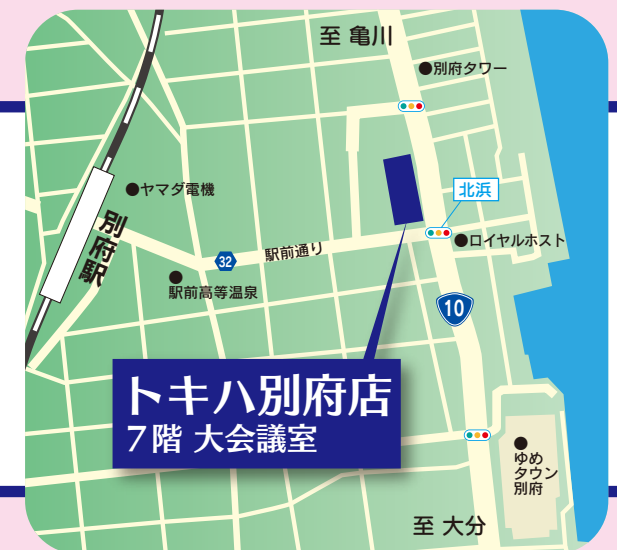 至 亀川
●別府タワー
北浜
●ヤマダ電機
●ロイヤルホスト
別府駅
駅前通り
32
●
駅前高等温泉
10
トキハ別府店
7階 大会議室
●
ゆめ
タウン
別府
至 大分